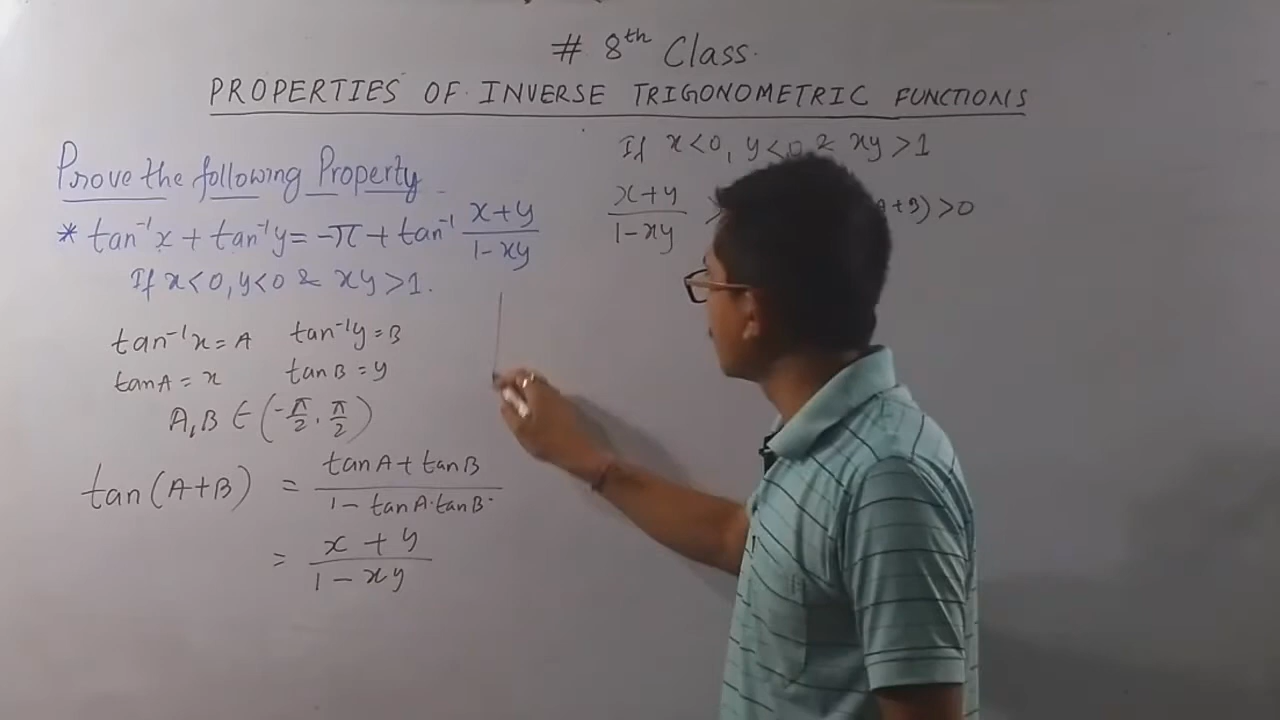 # 8th Class.
PROPERTIES OF INVERSE TRIGONOMETRIC FUNCTIONS
Prove the following Property
* tan⁻¹x + tan⁻¹y = -π + tan⁻¹ (x+y)/(1-xy)
If x<0, y<0 & xy>1.
tan⁻¹x = A tan⁻¹y = B
tanA = x tanB = y
A,B ∈ (-π/2, π/2)
tan(A+B) = (tanA + tanB)/(1 - tanA·tanB)
= (x + y)/(1 - xy)
If x<0, y<0 & xy>1
(x+y)/(1-xy) > +B) >0